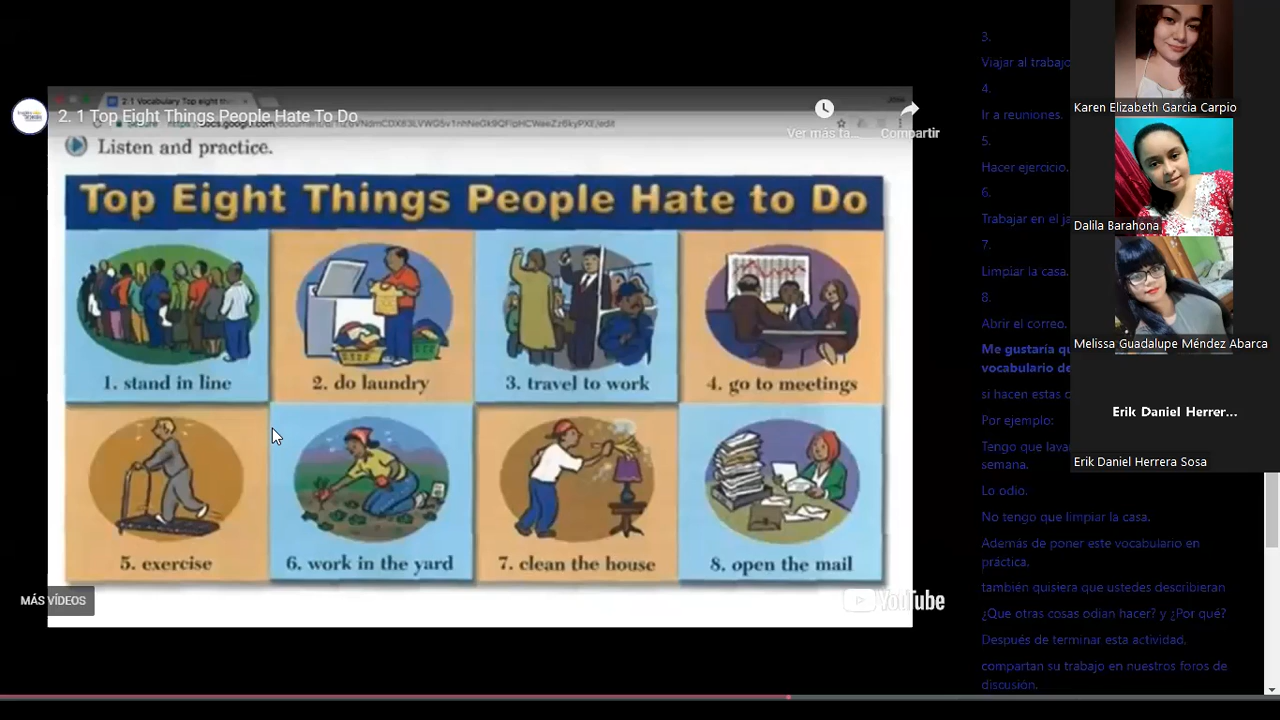 2.1 Vocabulary Top eight th
2. 1 Top Eight Things People Hate To Do
Ver más ta...
Compartir
Listen and practice.
Top Eight Things People Hate to Do
1. stand in line
2. do laundry
3. travel to work
4. go to meetings
5. exercise
6. work in the yard
7. clean the house
8. open the mail
MÁS VÍDEOS
YouTube
3.
Viajar al trabajo
4.
Ir a reuniones.
5.
Hacer ejercicio.
6.
Trabajar en el ja
7.
Limpiar la casa.
8.
Abrir el correo.
Me gustaría qu
vocabulario de
si hacen estas
Por ejemplo:
Tengo que lava
semana.
Lo odio.
No tengo que limpiar la casa.
Además de poner este vocabulario en
práctica,
también quisiera que ustedes describieran
¿Que otras cosas odian hacer? y ¿Por qué?
Después de terminar esta actividad,
compartan su trabajo en nuestros foros de
discusión.
Karen Elizabeth Garcia Carpio
Dalila Barahona
Melissa Guadalupe Méndez Abarca
Erik Daniel Herrer...
Erik Daniel Herrera Sosa